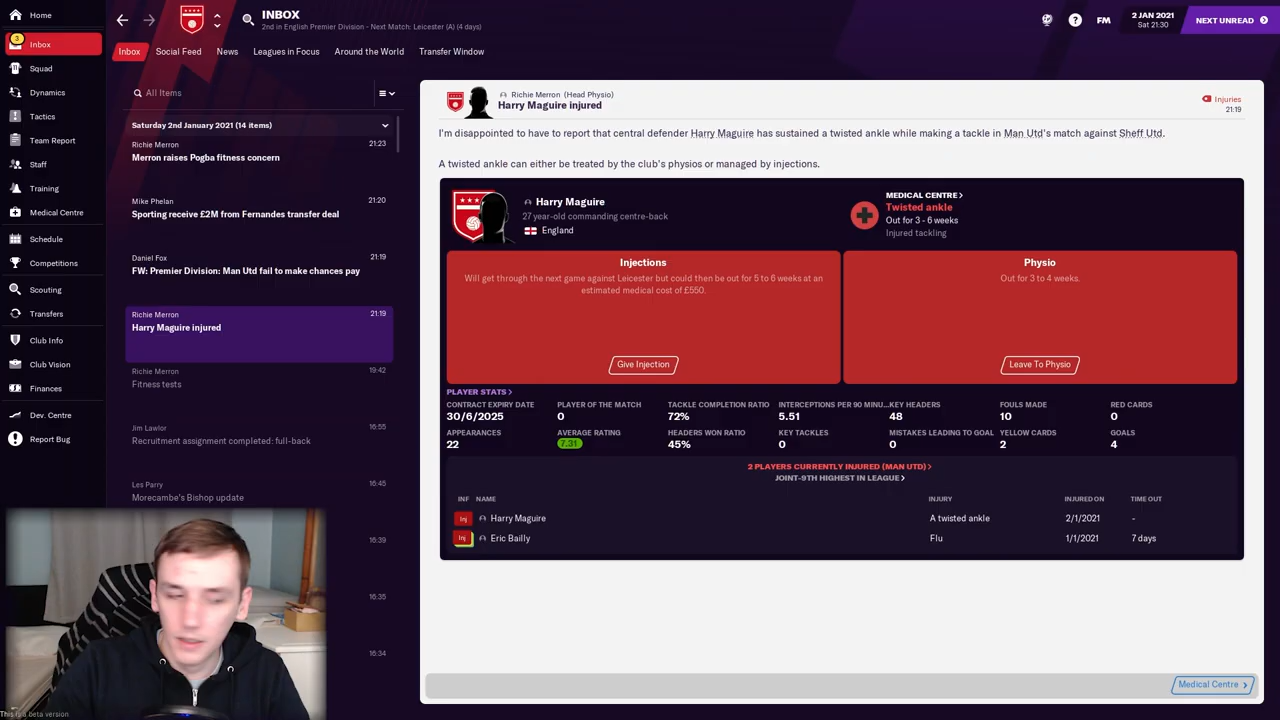 INBOX
2nd in English Premier Division - Next Match: Leicester (A) (4 days)
FM
2 JAN 2021
Sat 21:30
NEXT UNREAD
Home
3
Inbox
Squad
Dynamics
Tactics
Team Report
Staff
Training
Medical Centre
Schedule
Competitions
Scouting
Transfers
Club Info
Club Vision
Finances
Dev. Centre
Report Bug
Inbox
Social Feed
News
Leagues in Focus
Around the World
Transfer Window
All Items
Saturday 2nd January 2021 (14 items)
Richie Merron 21:23
Merron raises Pogba fitness concern
Mike Phelan 21:20
Sporting receive £2M from Fernandes transfer deal
Daniel Fox 21:19
FW: Premier Division: Man Utd fail to make chances pay
Richie Merron 21:19
Harry Maguire injured
Richie Merron 19:42
Fitness tests
Jim Lawlor 16:55
Recruitment assignment completed: full-back
Les Parry 16:45
Morecambe's Bishop update
16:39
16:35
16:34
Richie Merron (Head Physio)
Harry Maguire injured
Injuries
21:19
I'm disappointed to have to report that central defender Harry Maguire has sustained a twisted ankle while making a tackle in Man Utd's match against Sheff Utd.
A twisted ankle can either be treated by the club's physios or managed by injections.
Harry Maguire
27 year-old commanding centre-back
England
MEDICAL CENTRE >
Twisted ankle
Out for 3 - 6 weeks
Injured tackling
Injections
Will get through the next game against Leicester but could then be out for 5 to 6 weeks at an
estimated medical cost of £550.
Give Injection
Physio
Out for 3 to 4 weeks.
Leave To Physio
PLAYER STATS >
CONTRACT EXPIRY DATE PLAYER OF THE MATCH TACKLE COMPLETION RATIO INTERCEPTIONS PER 90 MINU... KEY HEADERS FOULS MADE RED CARDS
30/6/2025 0 72% 5.51 48 10 0
APPEARANCES AVERAGE RATING HEADERS WON RATIO KEY TACKLES MISTAKES LEADING TO GOAL YELLOW CARDS GOALS
22 7.31 45% 0 0 2 4
2 PLAYERS CURRENTLY INJURED (MAN UTD) >
JOINT-9TH HIGHEST IN LEAGUE >
INF NAME INJURY INJURED ON TIME OUT
Inj Harry Maguire A twisted ankle 2/1/2021 -
Inj Eric Bailly Flu 1/1/2021 7 days
Medical Centre >
This is a beta version